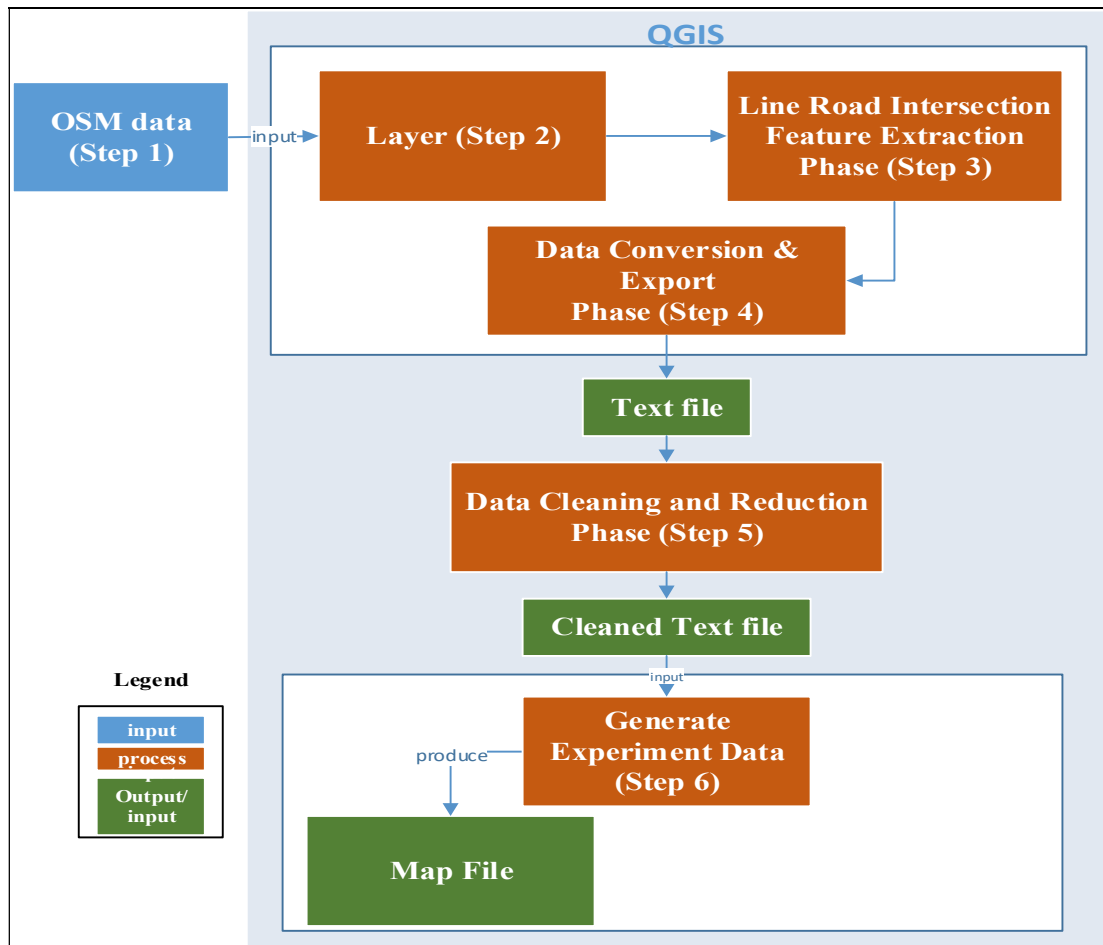 QGIS
OSM data
(Step 1)
input
Layer (Step 2)
Line Road Intersection
Feature Extraction
Phase (Step 3)
Data Conversion &
Export
Phase (Step 4)
Text file
Data Cleaning and Reduction
Phase (Step 5)
Cleaned Text file
input
Generate
Experiment Data
(Step 6)
produce
Map File
Legend
input
process
Output/
input